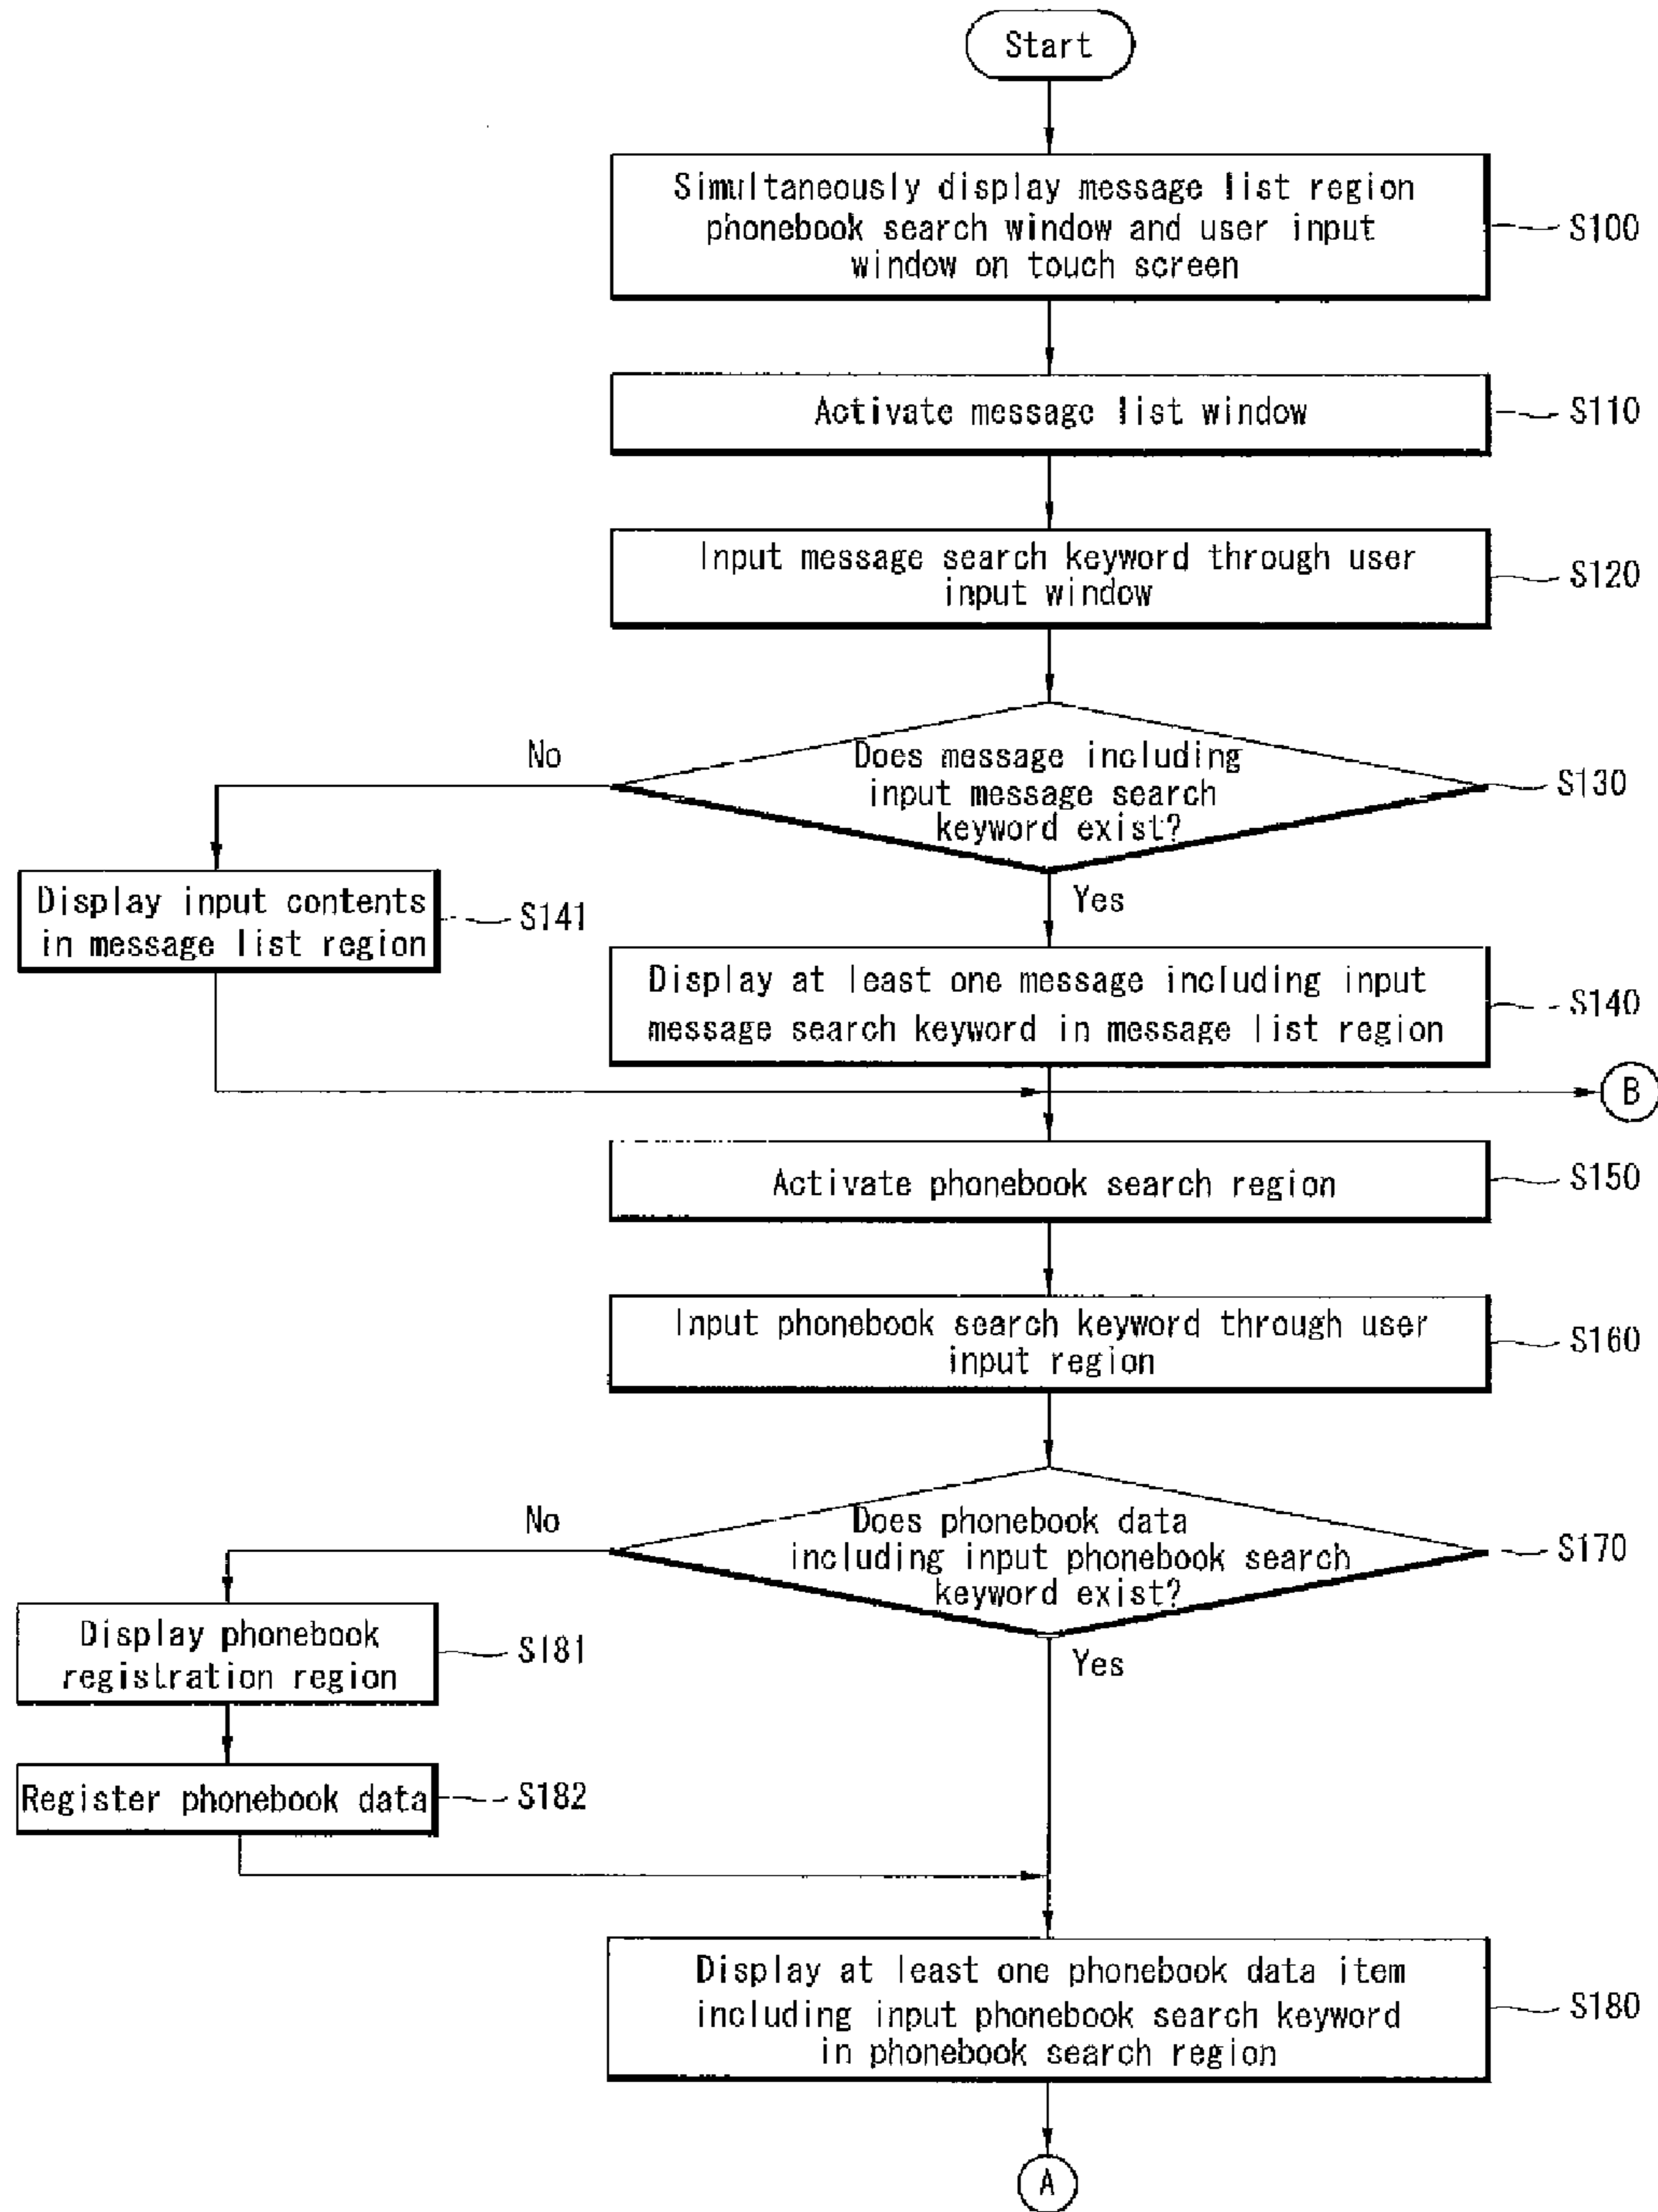 Start
Simultaneously display message list region
phonebook search window and user input
window on touch screen
S100
Activate message list window
S110
Input message search keyword through user
input window
S120
No
Does message including
input message search
keyword exist?
S130
Yes
Display input contents
in message list region
S141
Display at least one message including input
message search keyword in message list region
S140
B
Activate phonebook search region
S150
Input phonebook search keyword through user
input region
S160
No
Does phonebook data
including input phonebook search
keyword exist?
S170
Yes
Display phonebook
registration region
S181
Register phonebook data
S182
Display at least one phonebook data item
including input phonebook search keyword
in phonebook search region
S180
A